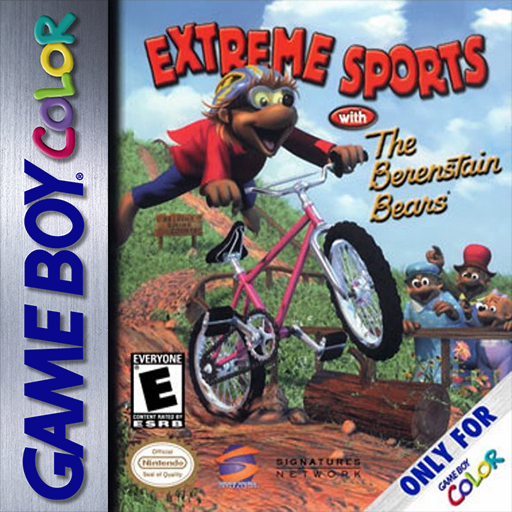 GAME BOY COLOR
EXTREME SPORTS
with
The
Berenstain
Bears
EVERYONE
E
CONTENT RATED BY
ESRB
Official
Nintendo
Seal of Quality
SIGNATURES
NETWORK
ONLY FOR
GAME BOY
COLOR